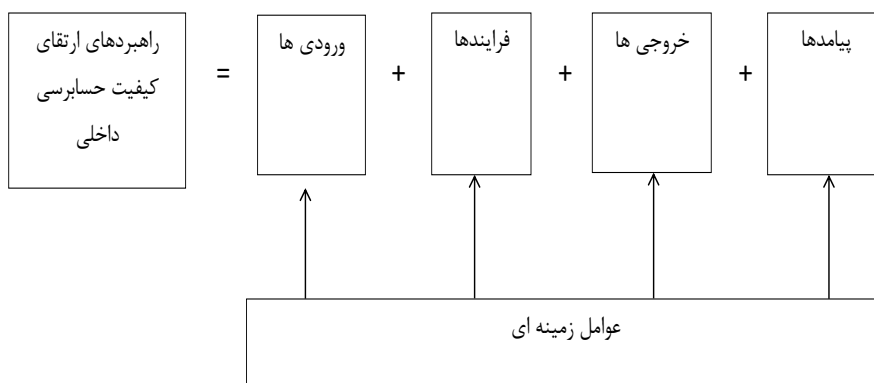 راهبردهای ارتقای
کیفیت حسابرسی
داخلی
=
ورودی ها
+
فرایندها
+
خروجی ها
+
پیامدها
عوامل زمینه ای